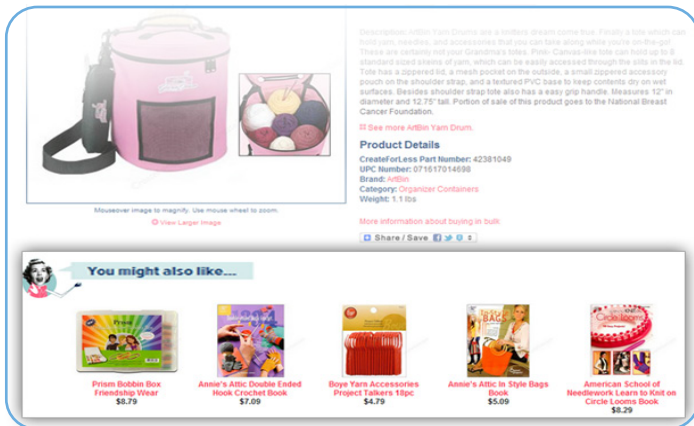 Description: ArtBin Yarn Drums are a knitters dream come true. Finally a tote which can
hold yarn, needles, and accessories that you can take along while you're on-the-go!
These are certainly not your Grandma's totes. Pink- Canvas-like tote can hold up to 8
standard sized skeins of yarn, which can be easily accessed through the slits in the lid.
Tote has a zippered lid, a mesh pocket on the outside, a small zippered accessory
pouch on the shoulder strap, and a textured PVC base to keep contents dry on wet
surfaces. Besides shoulder strap tote also has a easy grip handle. Measures 12" in
diameter and 12.75" tall. Portion of sale of this product goes to the National Breast
Cancer Foundation.
See more ArtBin Yarn Drum.
Product Details
CreateForLess Part Number: 42381049
UPC Number: 071617014698
Brand: ArtBin
Category: Organizer Containers
Weight: 1.1 lbs
Mouseover image to magnify. Use mouse wheel to zoom.
View Larger Image
More information about buying in bulk
Share / Save
You might also like...
Prism Bobbin Box
Friendship Wear
$8.79
Annie's Attic Double Ended
Hook Crochet Book
$7.09
Boye Yarn Accessories
Project Talkers 18pc
$4.79
Annie's Attic In Style Bags
Book
$5.09
American School of
Needlework Learn to Knit on
Circle Looms Book
$8.29
Prism
BAGS
Circle Looms